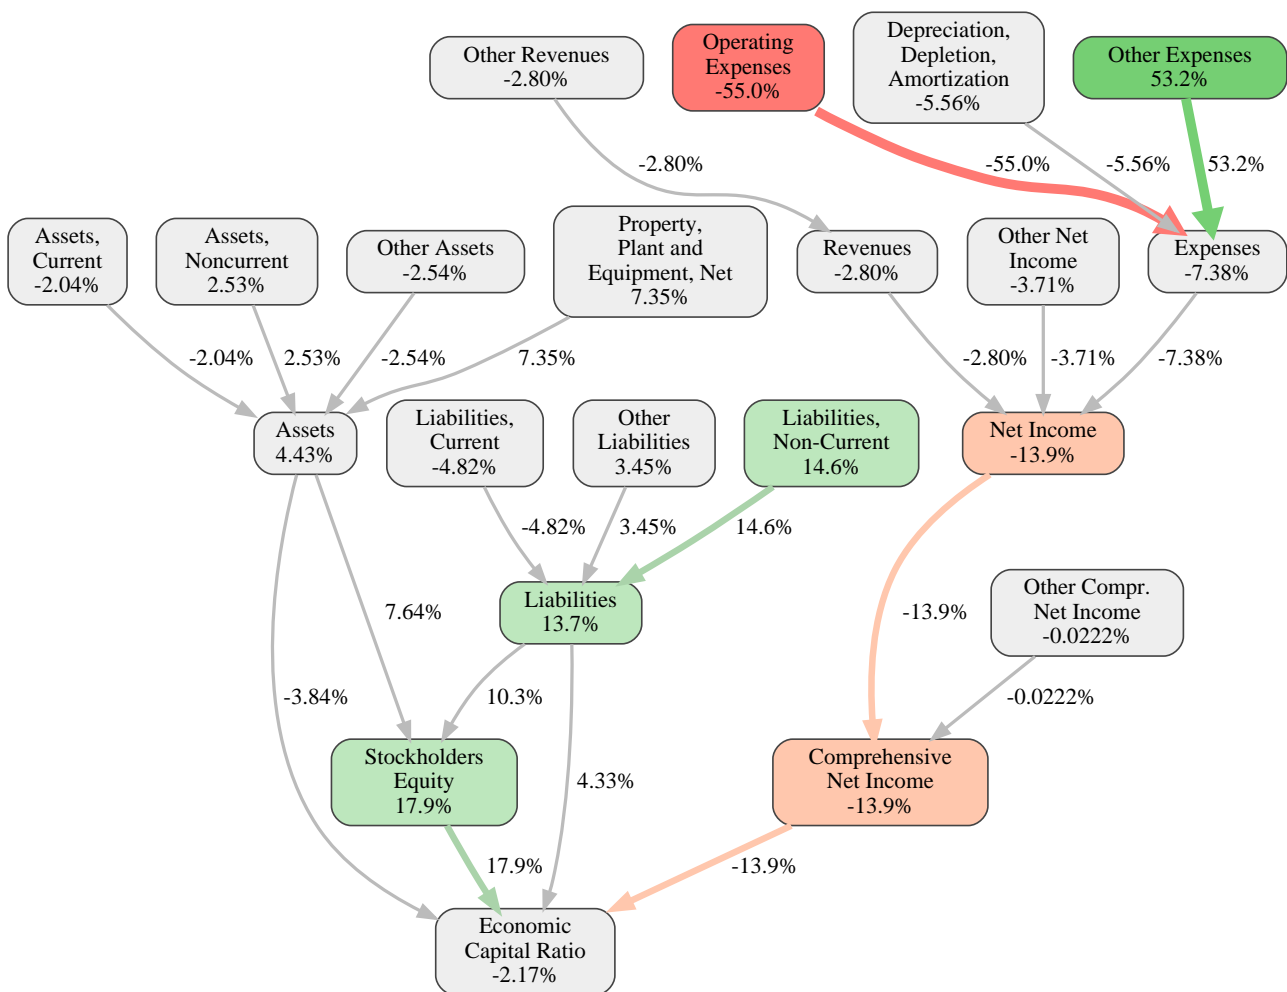 Other Revenues
-2.80%
Operating
Expenses
-55.0%
Depreciation,
Depletion,
Amortization
-5.56%
Other Expenses
53.2%
-2.80%
-55.0%
-5.56%
53.2%
Assets,
Current
-2.04%
Assets,
Noncurrent
2.53%
Other Assets
-2.54%
Property,
Plant and
Equipment, Net
7.35%
Revenues
-2.80%
Other Net
Income
-3.71%
Expenses
-7.38%
-2.04%
2.53%
-2.54%
7.35%
-2.80%
-3.71%
-7.38%
Assets
4.43%
Liabilities,
Current
-4.82%
Other
Liabilities
3.45%
Liabilities,
Non-Current
14.6%
Net Income
-13.9%
-4.82%
3.45%
14.6%
Liabilities
13.7%
7.64%
-13.9%
Other Compr.
Net Income
-0.0222%
-3.84%
10.3%
-0.0222%
Stockholders
Equity
17.9%
4.33%
Comprehensive
Net Income
-13.9%
17.9%
-13.9%
Economic
Capital Ratio
-2.17%